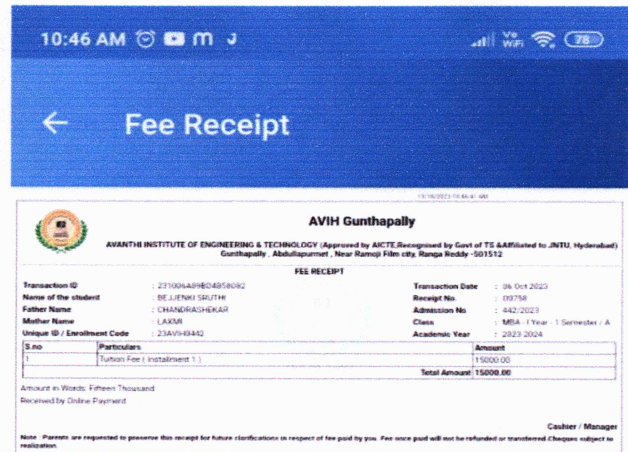 10:46 AM m J Vo WiFi 78
Fee Receipt
AVIH Gunthapally
AVANTHI INSTITUTE OF ENGINEERING & TECHNOLOGY (Approved by AICTE,Recognised by Govt of TS &Affiliated to JNTU, Hyderabad)
Gunthapally , Abdullapurmet , Near Ramoji Film city, Ranga Reddy -501512
FEE RECEIPT
Transaction ID : Transaction Date : 06 Oct 2023
Name of the student : BEJJENKI SRUTHI Receipt No. : 09758
Father Name : CHANDRASHEKAR Admission No : 442/2023
Mother Name : LAXMI Class : MBA - I Year - 1 Semester / A
Unique ID / Enrollment Code : 23AVIH0442 Academic Year : 2023-2024
S.no Particulars Amount
1 Tution Fee ( Installment 1 ) 15000.00
Total Amount 15000.00
Amount in Words: Fifteen Thousand
Received by Online Payment
Cashier / Manager
Note : Parents are requested to preserve this receipt for future clarifications in respect of fee paid by you. Fee once paid will not be refunded or transferred.Cheques subject to
realization.